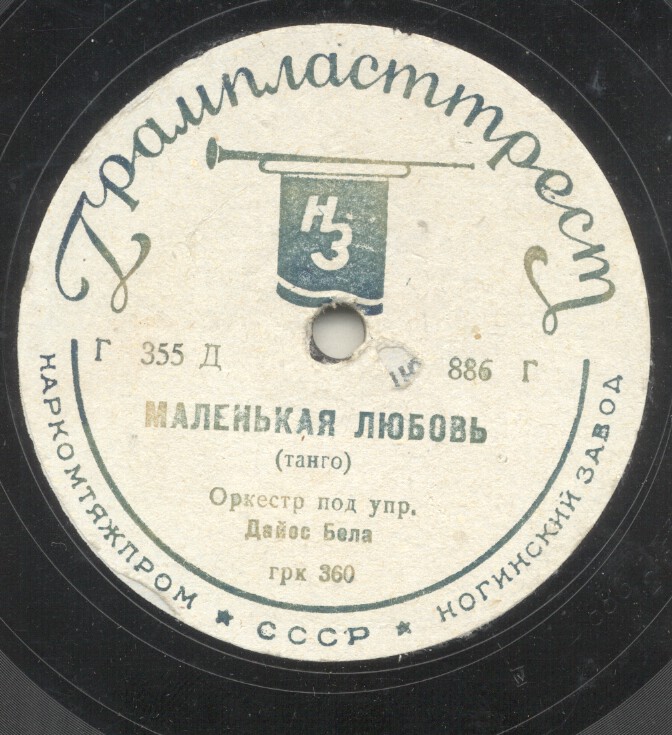 Грампласттрест
НЗ
Г 355 Д
886 Г
МАЛЕНЬКАЯ ЛЮБОВЬ
(танго)
Оркестр под упр.
Дайос Бела
грк 360
НАРКОМТЯЖПРОМ ★ СССР ★ НОГИНСКИЙ ЗАВОД